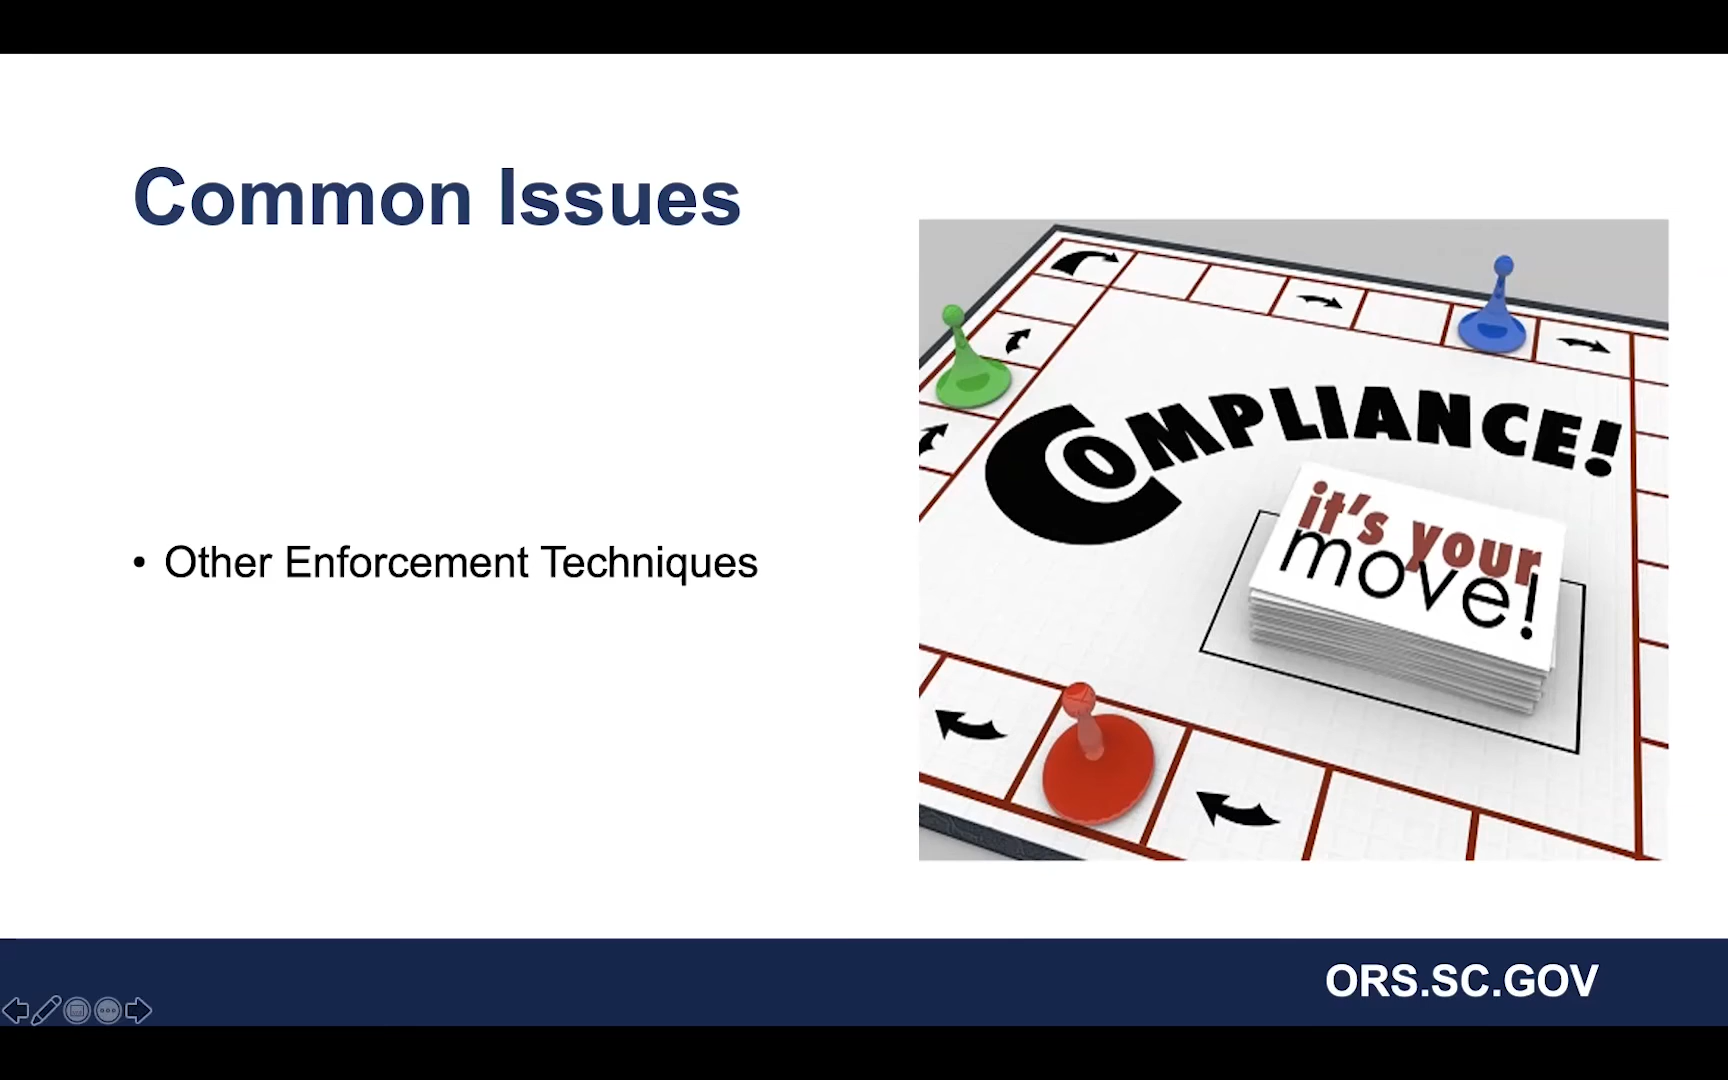 Common Issues
• Other Enforcement Techniques
COMPLIANCE!
it's your
move!
ORS.SC.GOV